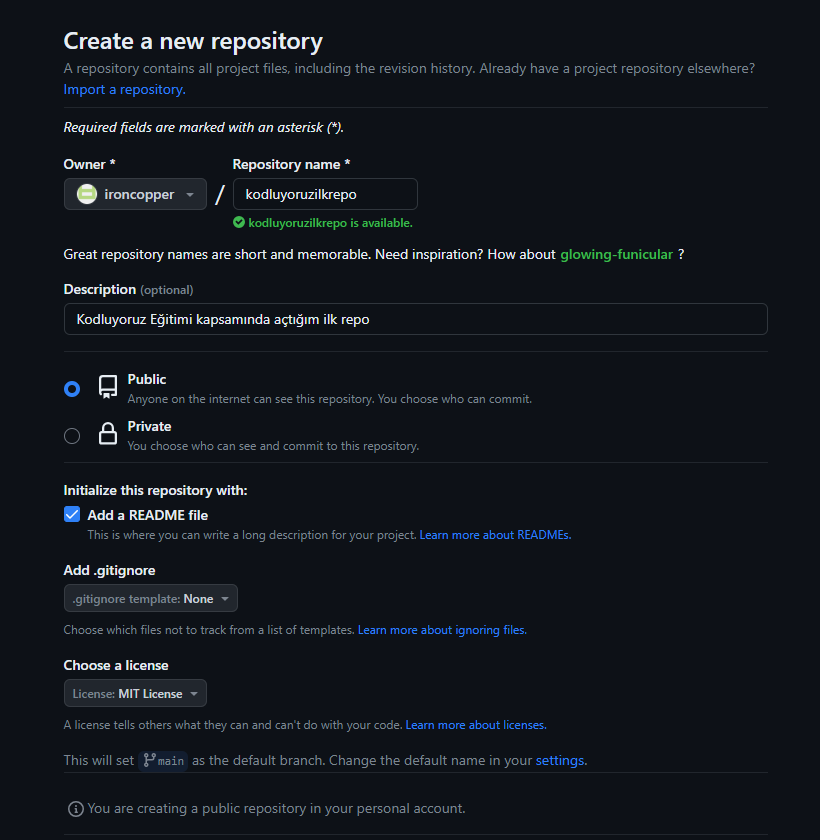 Create a new repository
A repository contains all project files, including the revision history. Already have a project repository elsewhere?
Import a repository.
Required fields are marked with an asterisk (*).
Owner * Repository name *
ironcopper / kodluyoruzilkrepo
kodluyoruzilkrepo is available.
Great repository names are short and memorable. Need inspiration? How about glowing-funicular ?
Description (optional)
Kodluyoruz Eğitimi kapsamında açtığım ilk repo
Public
Anyone on the internet can see this repository. You choose who can commit.
Private
You choose who can see and commit to this repository.
Initialize this repository with:
Add a README file
This is where you can write a long description for your project. Learn more about READMEs.
Add .gitignore
.gitignore template: None
Choose which files not to track from a list of templates. Learn more about ignoring files.
Choose a license
License: MIT License
A license tells others what they can and can't do with your code. Learn more about licenses.
This will set main as the default branch. Change the default name in your settings.
You are creating a public repository in your personal account.